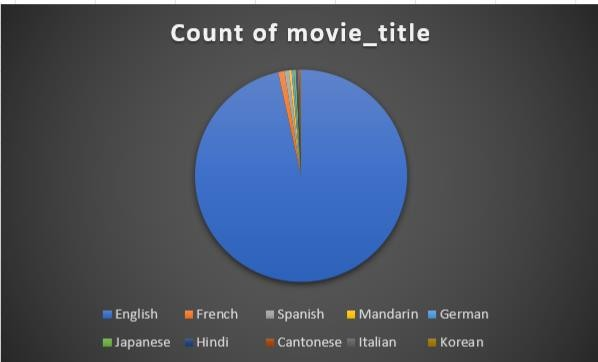 Count of movie_title
English French Spanish Mandarin German
Japanese Hindi Cantonese Italian Korean